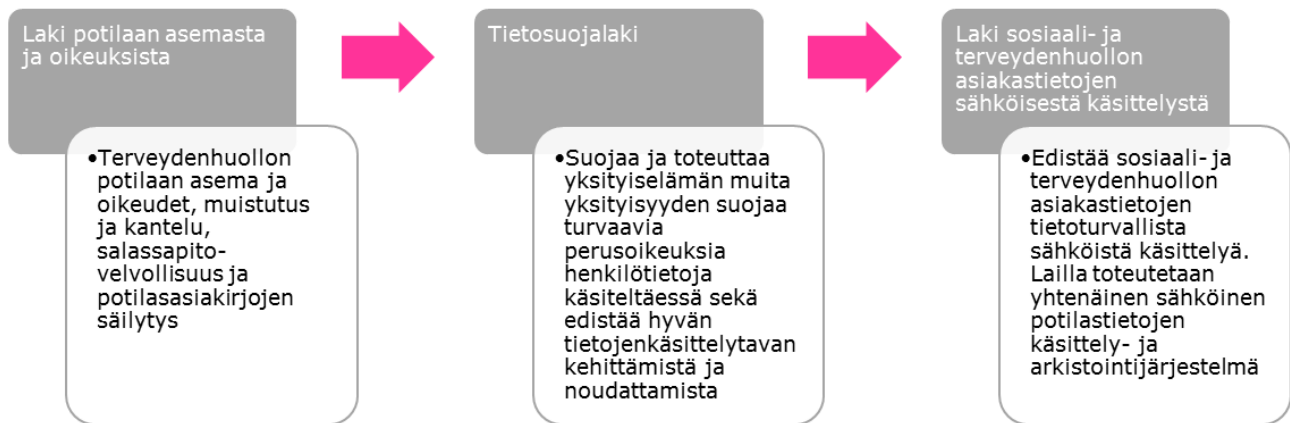 Laki potilaan asemasta
ja oikeuksista
•Terveydenhuollon
potilaan asema ja
oikeudet, muistutus
ja kantelu,
salassapito-
velvollisuus ja
potilasasiakirjojen
säilytys
Tietosuojalaki
•Suojaa ja toteuttaa
yksityiselämän muita
yksityisyyden suojaa
turvaavia
perusoikeuksia
henkilötietoja
käsiteltäessä sekä
edistää hyvän
tietojenkäsittelytavan
kehittämistä ja
noudattamista
Laki sosiaali- ja
terveydenhuollon
asiakastietojen
sähköisestä käsittelystä
•Edistää sosiaali- ja
terveydenhuollon
asiakastietojen
tietoturvallista
sähköistä käsittelyä.
Lailla toteutetaan
yhtenäinen sähköinen
potilastietojen
käsittely- ja
arkistointijärjestelmä